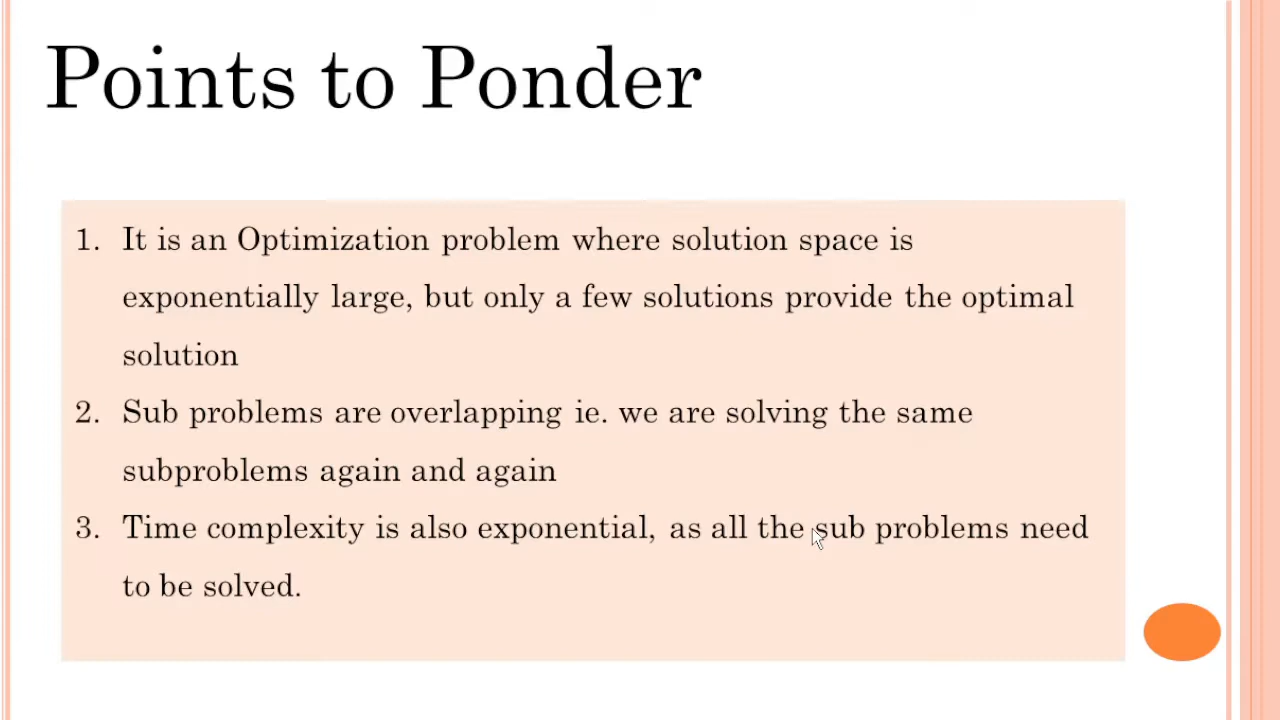 Points to Ponder
1. It is an Optimization problem where solution space is
exponentially large, but only a few solutions provide the optimal
solution
2. Sub problems are overlapping ie. we are solving the same
subproblems again and again
3. Time complexity is also exponential, as all the sub problems need
to be solved.